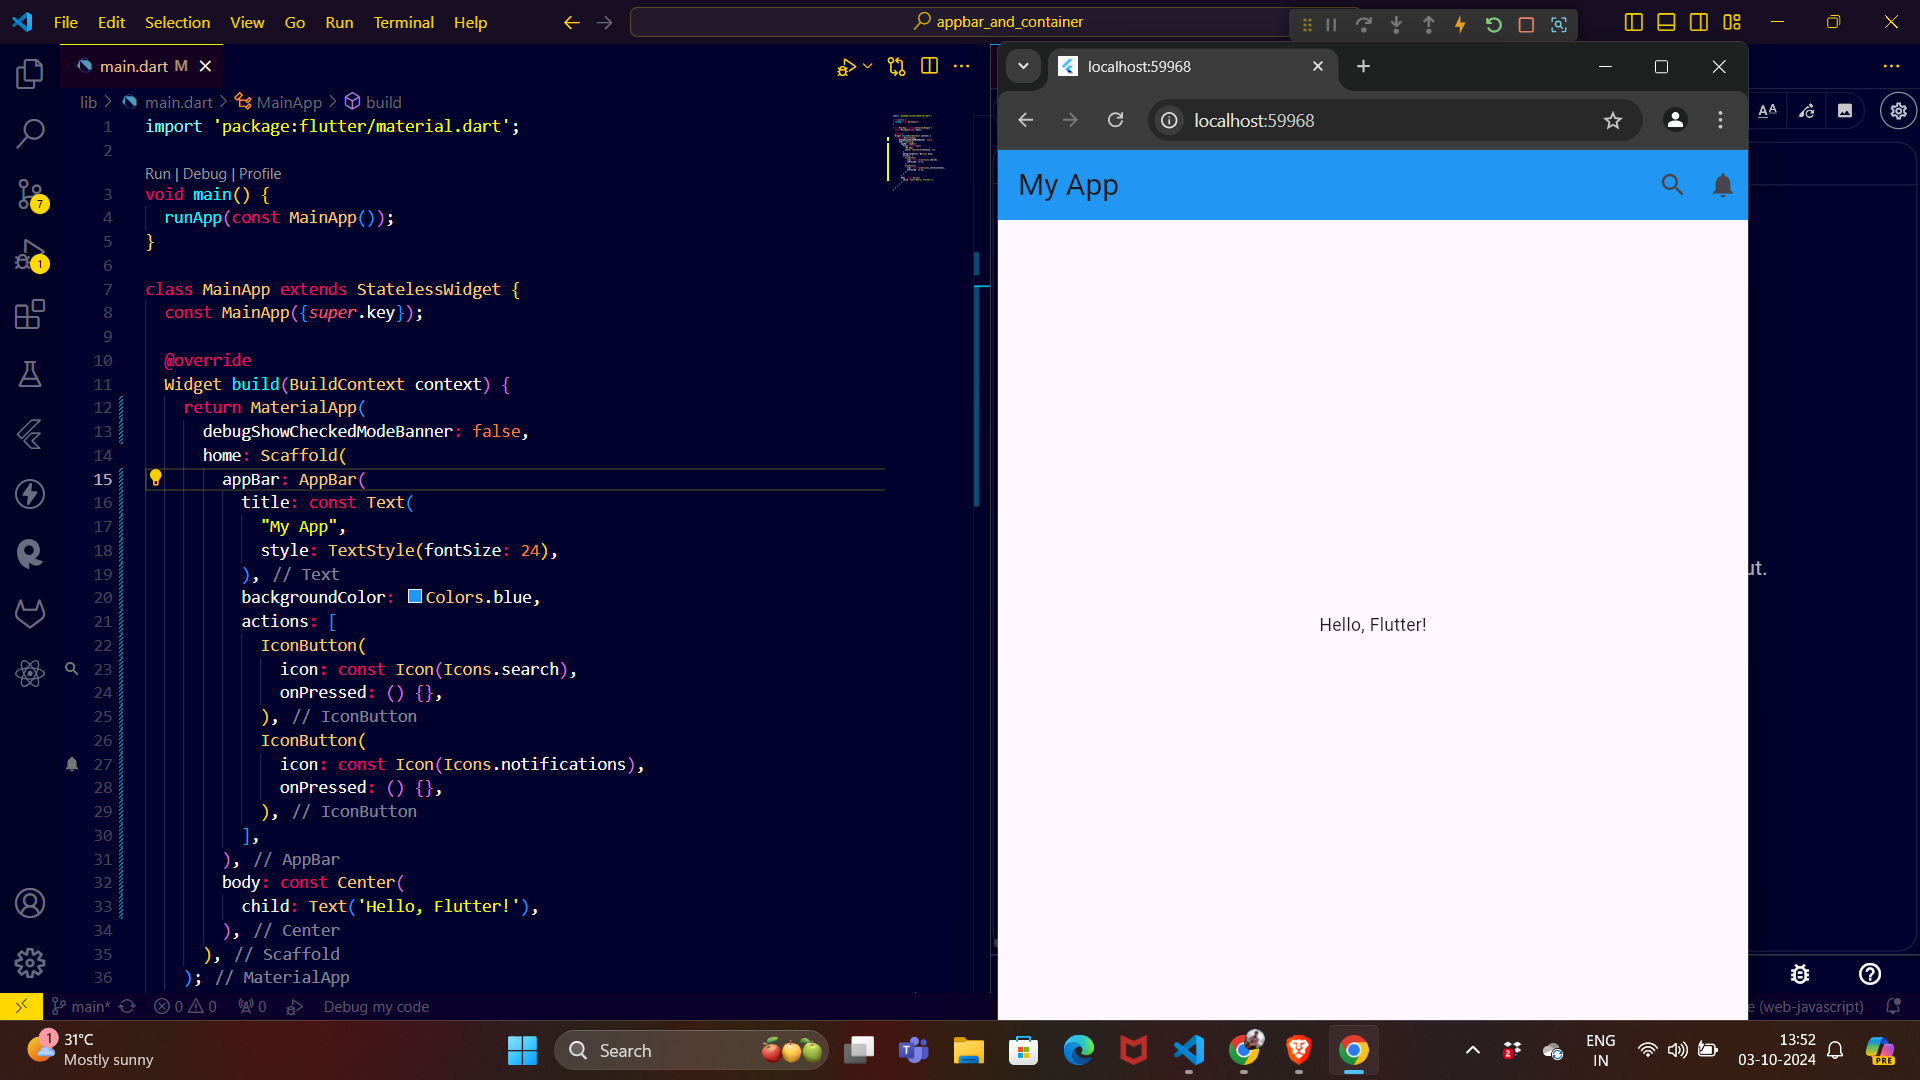 File Edit Selection View Go Run Terminal Help
appbar_and_container
main.dart M
lib main.dart MainApp build
1 import 'package:flutter/material.dart';
2
Run | Debug | Profile
3 void main() {
4 runApp(const MainApp());
5 }
6
7 class MainApp extends StatelessWidget {
8 const MainApp({super.key});
9
10 @override
11 Widget build(BuildContext context) {
12 return MaterialApp(
13 debugShowCheckedModeBanner: false,
14 home: Scaffold(
15 appBar: AppBar(
16 title: const Text(
17 "My App",
18 style: TextStyle(fontSize: 24),
19 ), // Text
20 backgroundColor: Colors.blue,
21 actions: [
22 IconButton(
23 icon: const Icon(Icons.search),
24 onPressed: () {},
25 ), // IconButton
26 IconButton(
27 icon: const Icon(Icons.notifications),
28 onPressed: () {},
29 ), // IconButton
30 ],
31 ), // AppBar
32 body: const Center(
33 child: Text('Hello, Flutter!'),
34 ), // Center
35 ), // Scaffold
36 ); // MaterialApp
7
1
main* 0 0 0 Debug my code
localhost:59968
localhost:59968
My App
Hello, Flutter!
AA
ut.
e (web-javascript)
1
31°C
Mostly sunny
Search
2
ENG
IN
13:52
03-10-2024
PRE